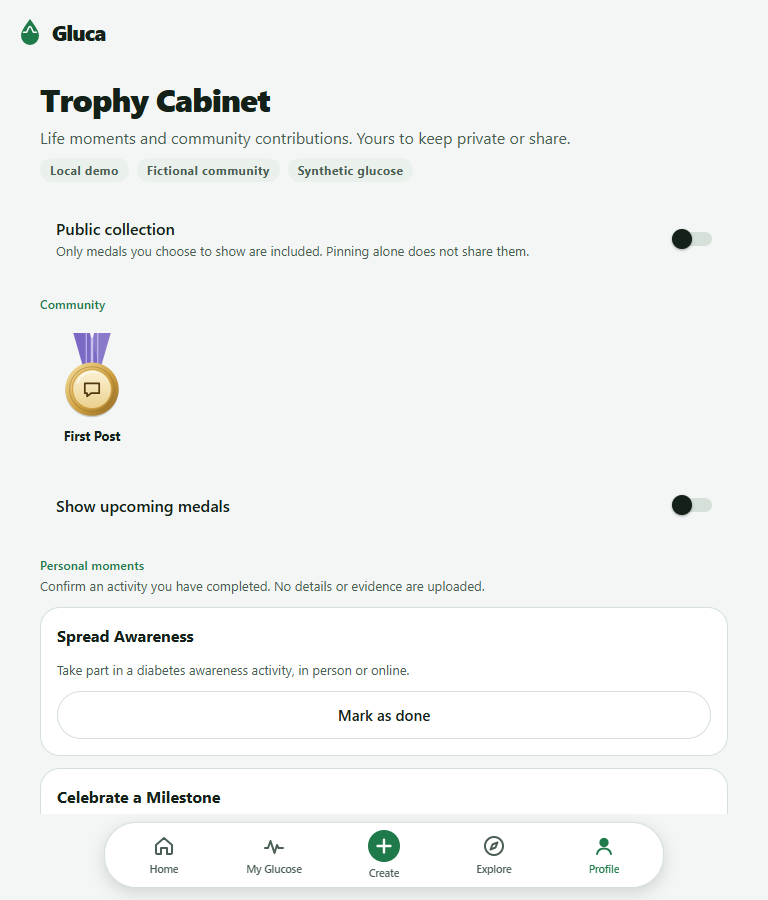 Gluca
Trophy Cabinet
Life moments and community contributions. Yours to keep private or share.
Local demo
Fictional community
Synthetic glucose
Public collection
Only medals you choose to show are included. Pinning alone does not share them.
Community
First Post
Show upcoming medals
Personal moments
Confirm an activity you have completed. No details or evidence are uploaded.
Spread Awareness
Take part in a diabetes awareness activity, in person or online.
Mark as done
Celebrate a Milestone
Home
My Glucose
Create
Explore
Profile